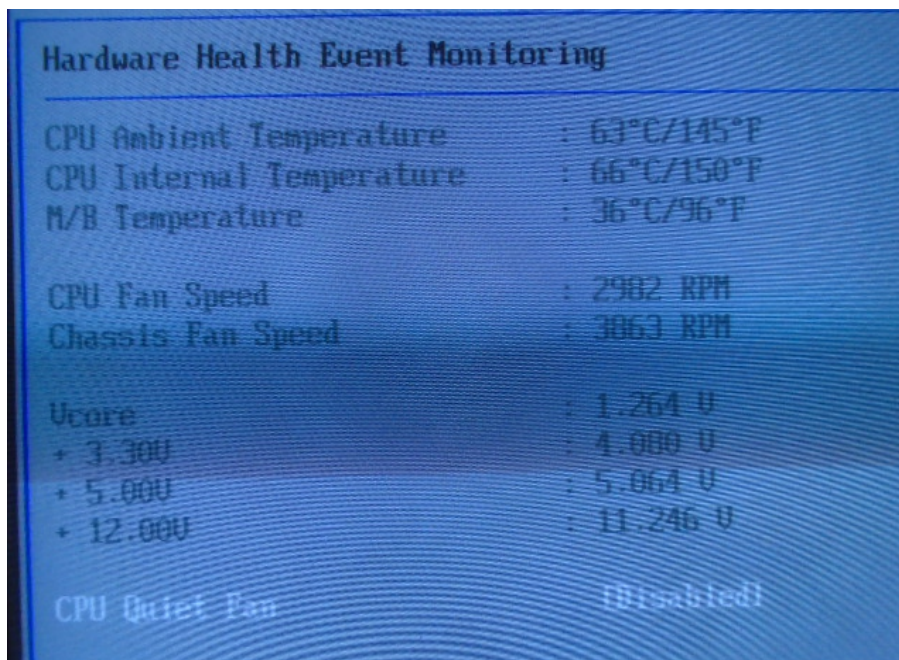 Hardware Health Event Monitoring
CPU Ambient Temperature : 63°C/145°F
CPU Internal Temperature : 66°C/150°F
M/B Temperature : 36°C/96°F
CPU Fan Speed : 2982 RPM
Chassis Fan Speed : 3063 RPM
Vcore : 1.264 V
+ 3.30V : 4.080 V
+ 5.00V : 5.064 V
+ 12.00V : 11.246 V
CPU Quiet Fan [Disabled]